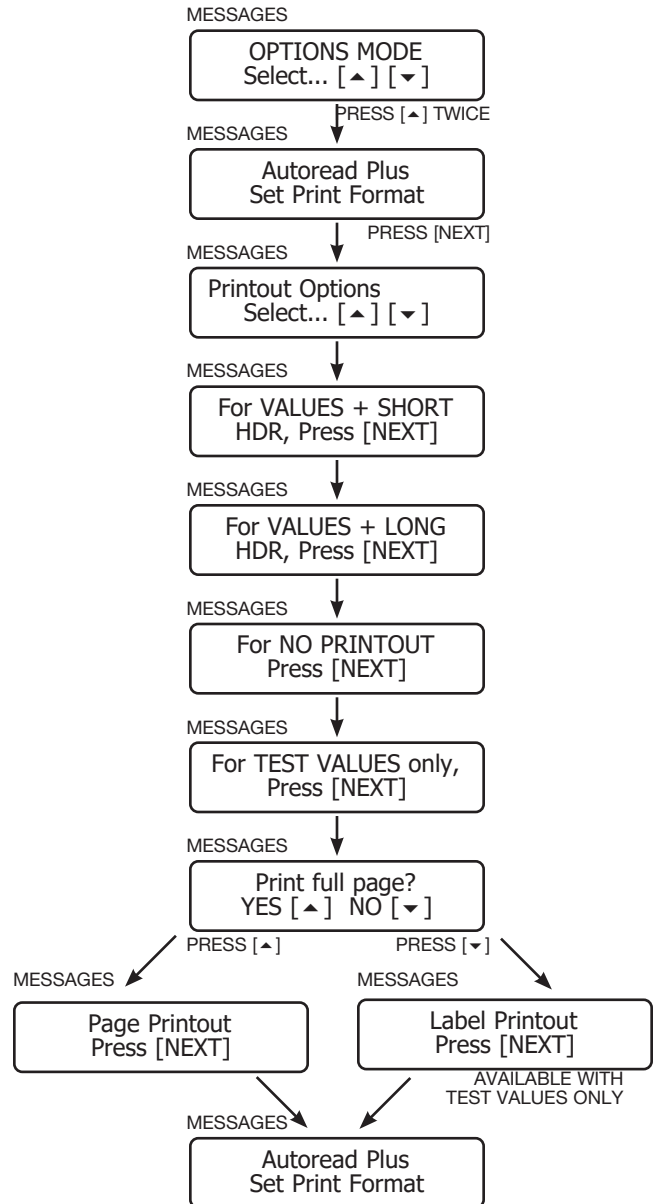 MESSAGES
OPTIONS MODE
Select... [▲] [▼]
PRESS [▲] TWICE
MESSAGES
Autoread Plus
Set Print Format
PRESS [NEXT]
MESSAGES
Printout Options
Select... [▲] [▼]
MESSAGES
For VALUES + SHORT
HDR, Press [NEXT]
MESSAGES
For VALUES + LONG
HDR, Press [NEXT]
MESSAGES
For NO PRINTOUT
Press [NEXT]
MESSAGES
For TEST VALUES only,
Press [NEXT]
MESSAGES
Print full page?
YES [▲] NO [▼]
PRESS [▲] PRESS [▼]
MESSAGES
Page Printout
Press [NEXT]
MESSAGES
Label Printout
Press [NEXT]
AVAILABLE WITH
TEST VALUES ONLY
MESSAGES
Autoread Plus
Set Print Format